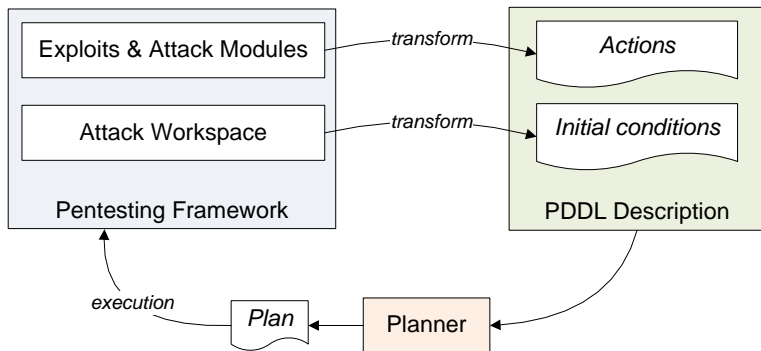 Exploits & Attack Modules
transform
Actions
Attack Workspace
transform
Initial conditions
Pentesting Framework
PDDL Description
execution
Plan
Planner